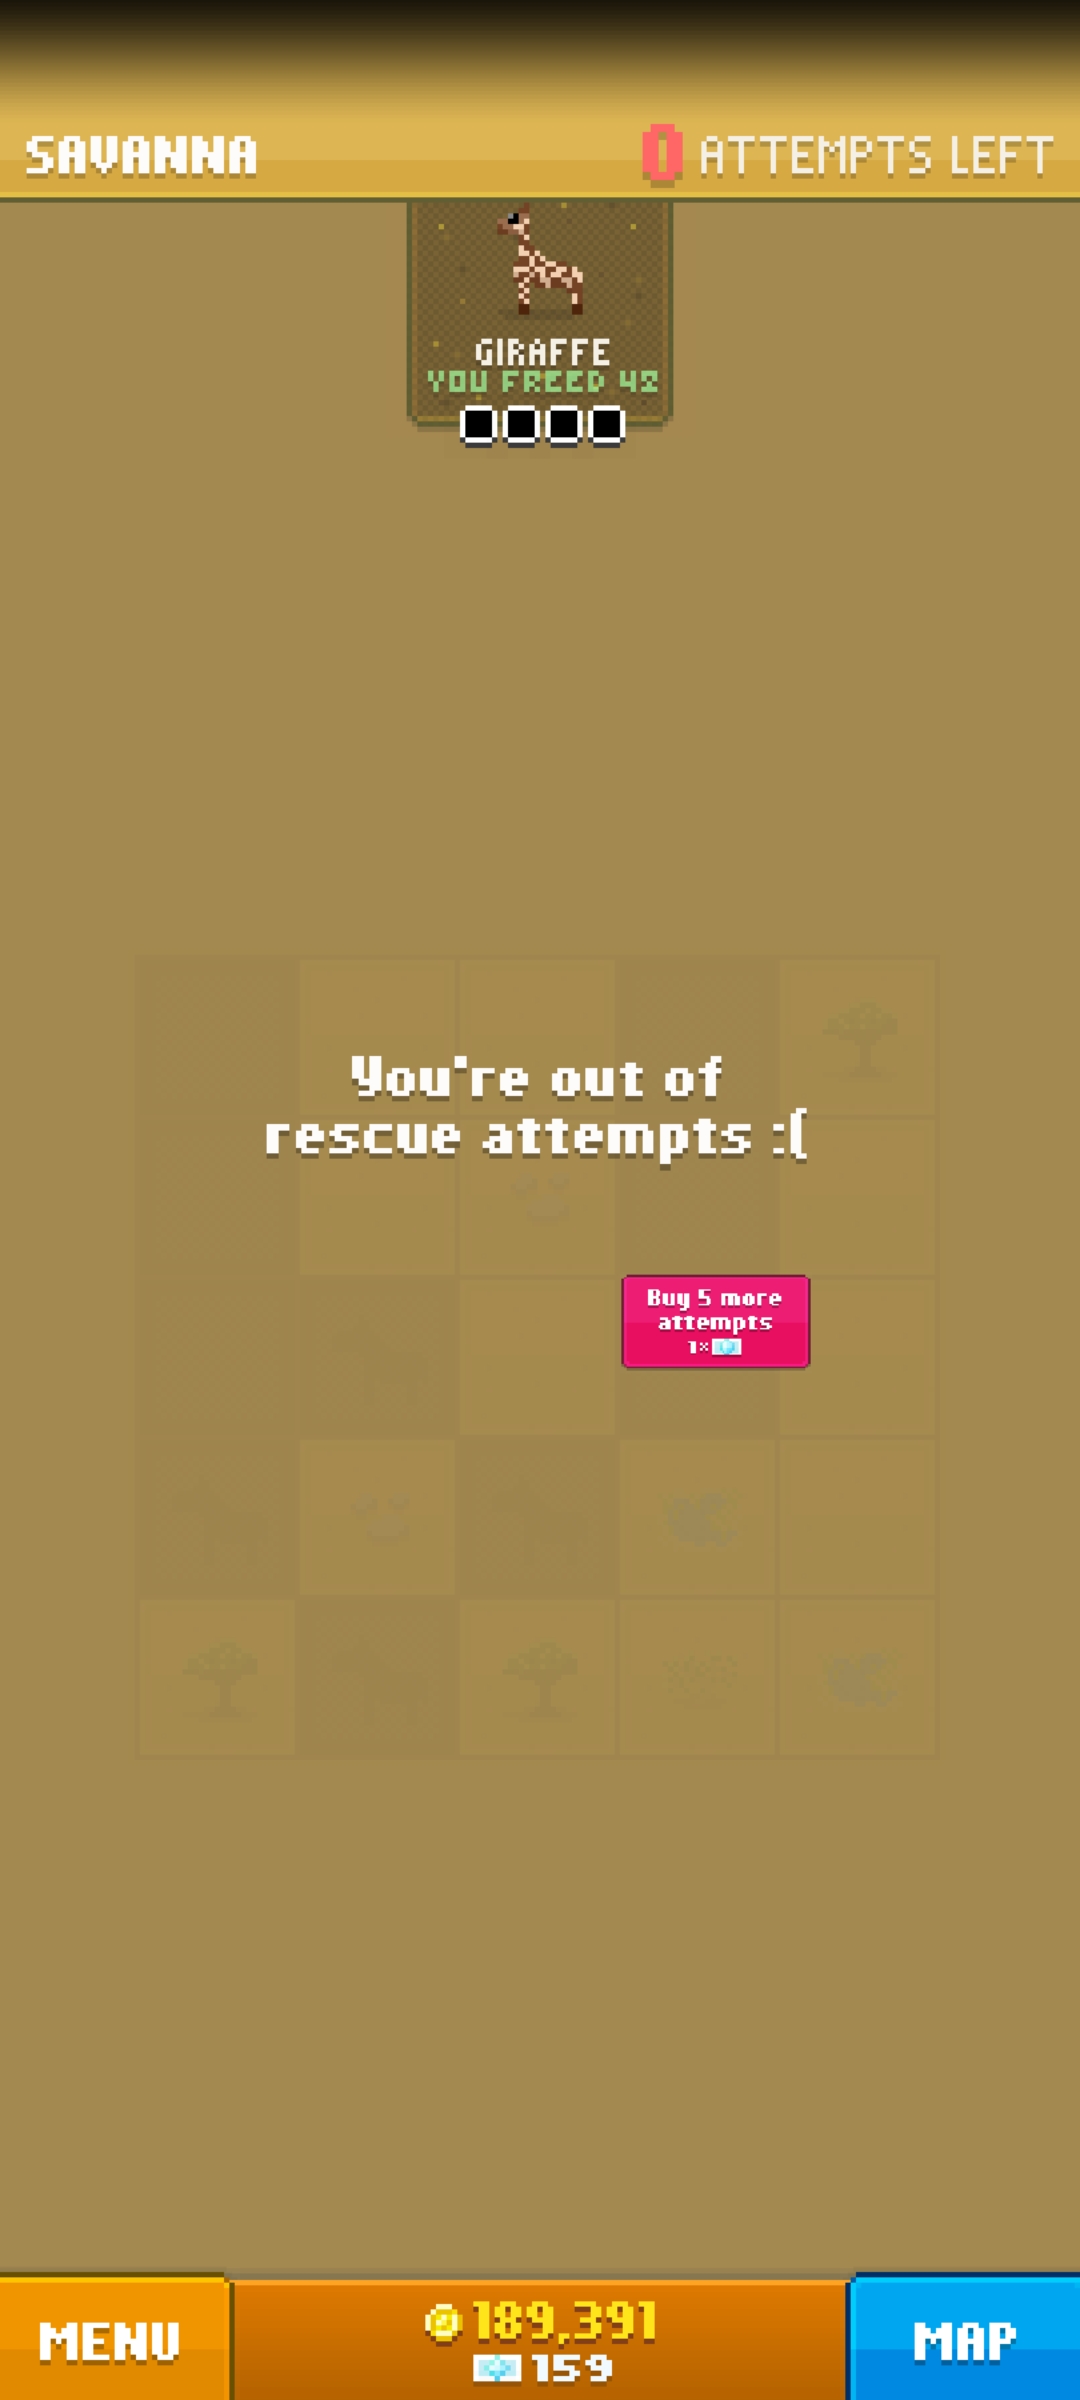 SAVANNA
0 ATTEMPTS LEFT
GIRAFFE
YOU FREED 48
You're out of
rescue attempts :(
Buy 5 more
attempts
1×
MENU
189,391
159
MAP